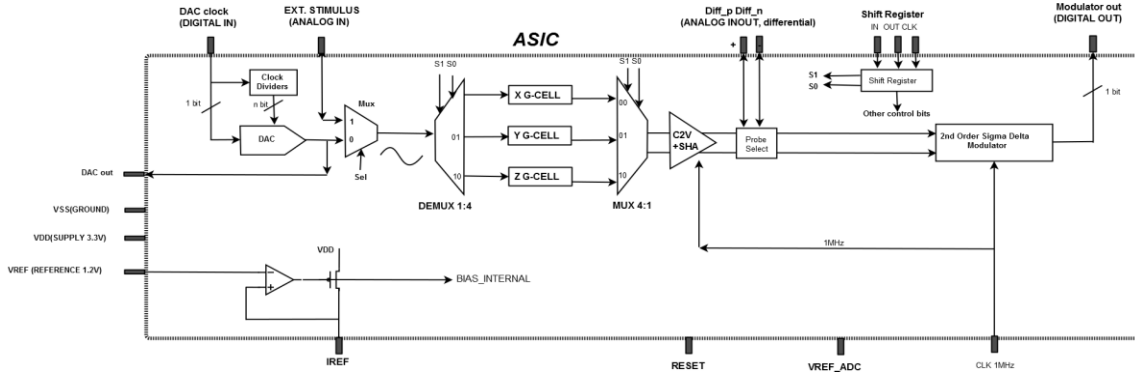 DAC clock
(DIGITAL IN)
EXT. STIMULUS
(ANALOG IN)
Diff_p Diff_n
(ANALOG INOUT, differential)
Shift Register
IN OUT CLK
Modulator out
(DIGITAL OUT)
ASIC
+
-
S1 S0
S1 S0
Clock
Dividers
1 bit
n bit
DAC
Mux
1
0
Sel
X G-CELL
Y G-CELL
Z G-CELL
00
01
10
00
01
10
DEMUX 1:4
MUX 4:1
C2V
+SHA
Probe
Select
S1
S0
Shift Register
Other control bits
2nd Order Sigma Delta
Modulator
1 bit
DAC out
VSS(GROUND)
VDD(SUPPLY 3.3V)
VREF (REFERENCE 1.2V)
VDD
-
+
BIAS_INTERNAL
1MHz
IREF
RESET
VREF_ADC
CLK 1MHz